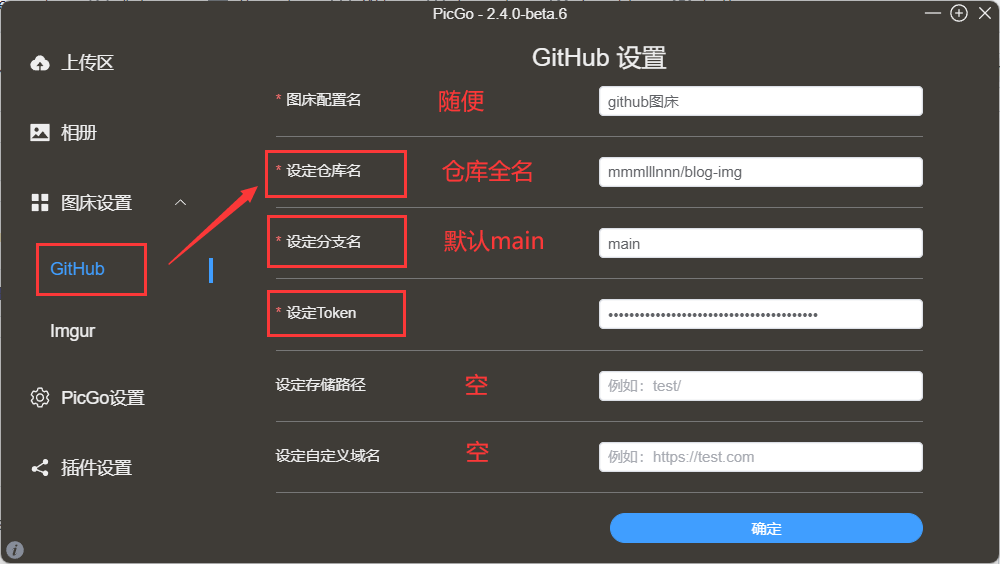 PicGo - 2.4.0-beta.6
上传区
相册
图床设置
GitHub
Imgur
PicGo设置
插件设置
GitHub 设置
* 图床配置名 随便 github图床
* 设定仓库名 仓库全名 mmmlllnnn/blog-img
* 设定分支名 默认main main
* 设定Token ••••••••••••••••••••••••••••••••••••••••
设定存储路径 空 例如：test/
设定自定义域名 空 例如：https://test.com
确定